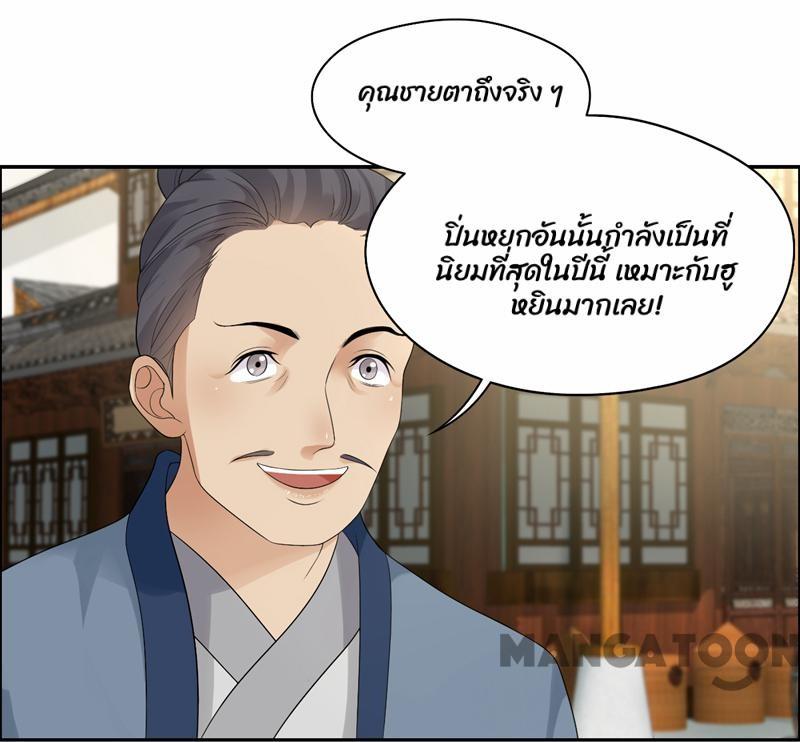 คุณชายตาถึงจริง ๆ
ปิ่นหยกอันนั้นกำลังเป็นที่
นิยมที่สุดในปีนี้ เหมาะกับฮู
หยินมากเลย!
MANGATOON